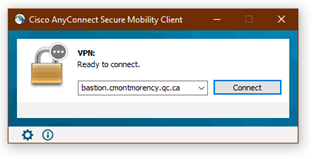 Cisco AnyConnect Secure Mobility Client
VPN:
Ready to connect.
bastion.cmontmorency.qc.ca
Connect